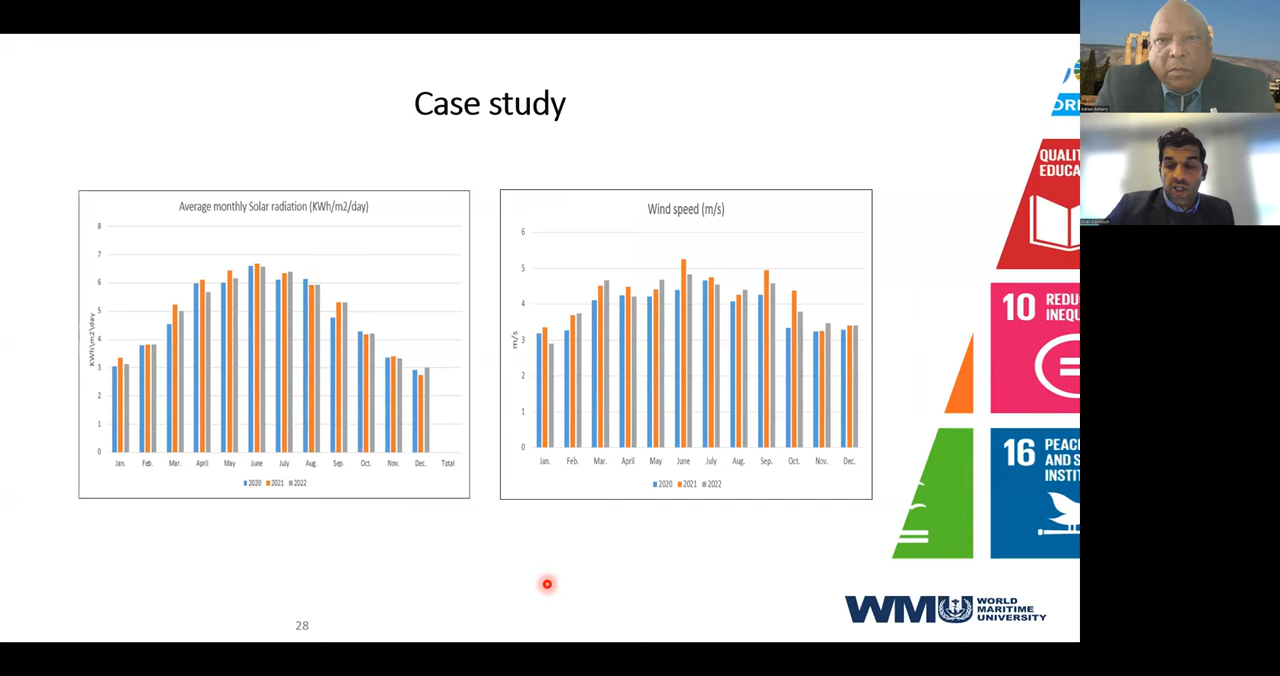 Case study
Average monthly Solar radiation (KWh/m2/day)
8
7
6
5
4
3
2
1
0
KWh\m2\day
Jan. Feb. Mar. April May June July Aug. Sep. Oct. Nov. Dec. Total
2020 2021 2022
Wind speed (m/s)
6
5
4
3
2
1
0
m/s
Jan. Feb. Mar. April May June July Aug. Sep. Oct. Nov. Dec.
2020 2021 2022
QUALIT
EDUCA
10 REDU
INEQU
16 PEACE
AND S
INSTIT
28
WMU WORLD
MARITIME
UNIVERSITY